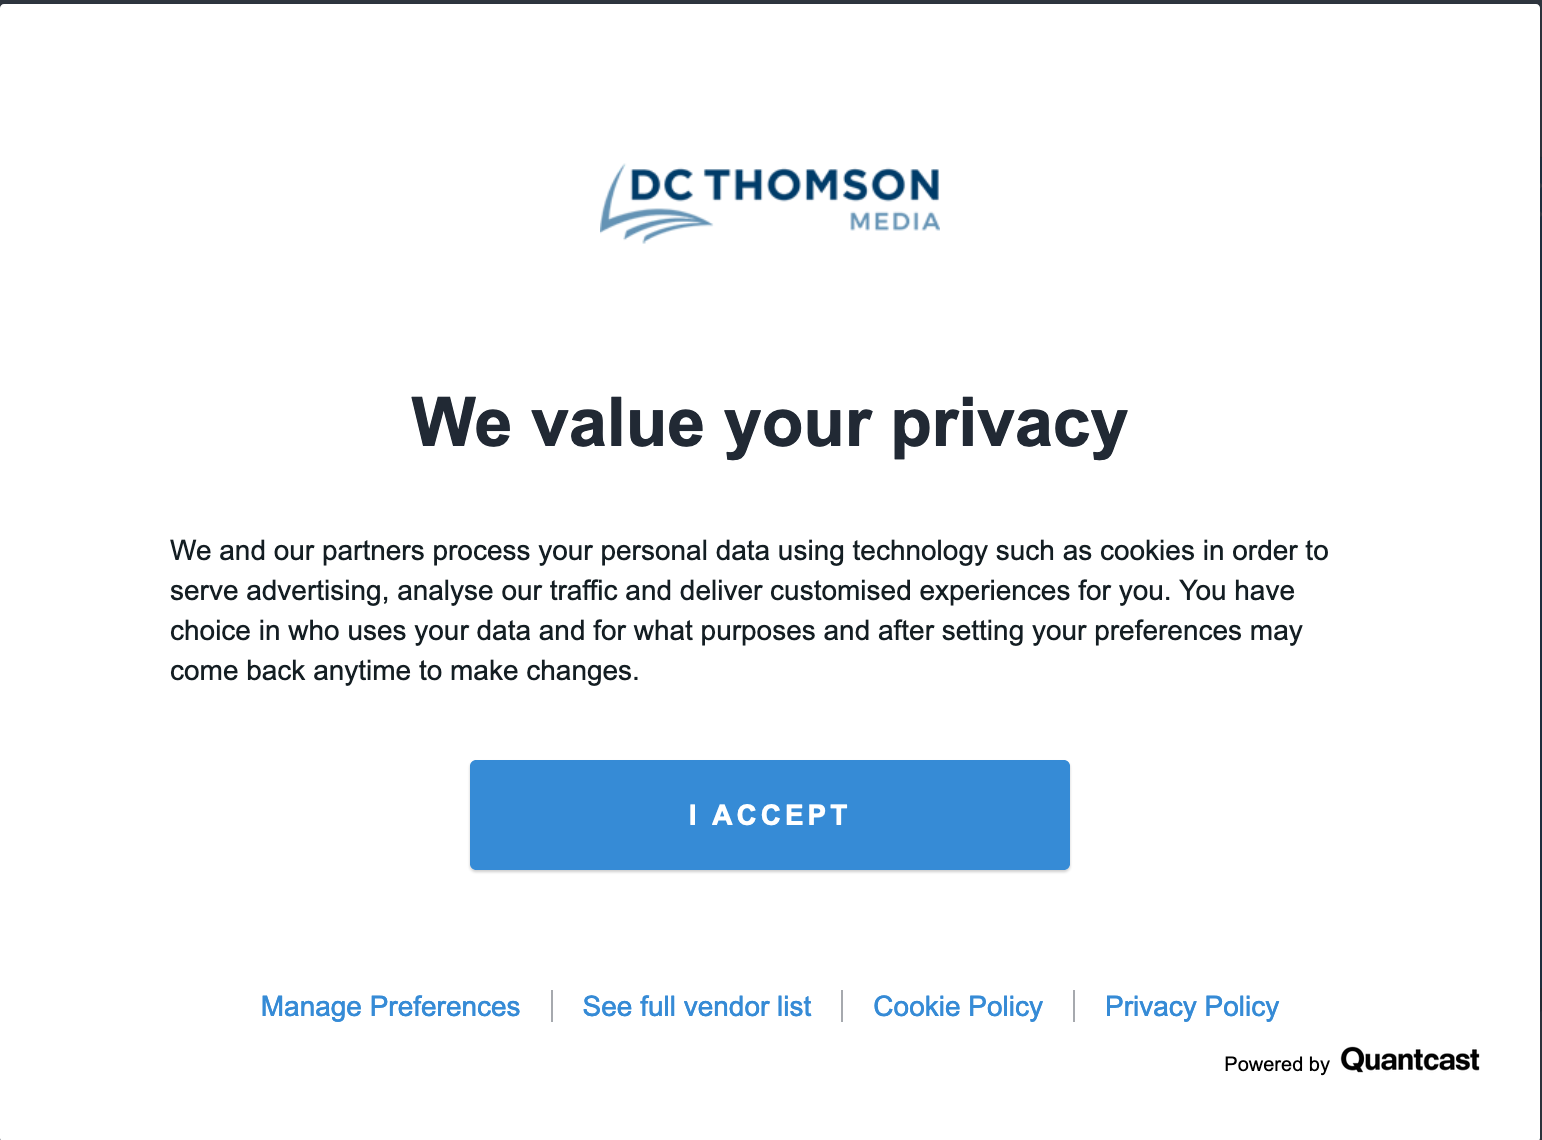 DC THOMSON
MEDIA
We value your privacy
We and our partners process your personal data using technology such as cookies in order to
serve advertising, analyse our traffic and deliver customised experiences for you. You have
choice in who uses your data and for what purposes and after setting your preferences may
come back anytime to make changes.
I ACCEPT
Manage Preferences | See full vendor list | Cookie Policy | Privacy Policy
Powered by Quantcast